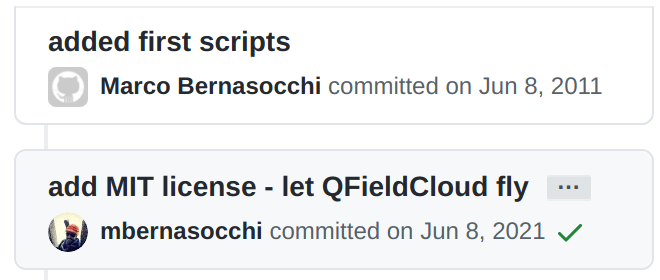 added first scripts
Marco Bernasocchi committed on Jun 8, 2011
add MIT license - let QFieldCloud fly ...
mbernasocchi committed on Jun 8, 2021